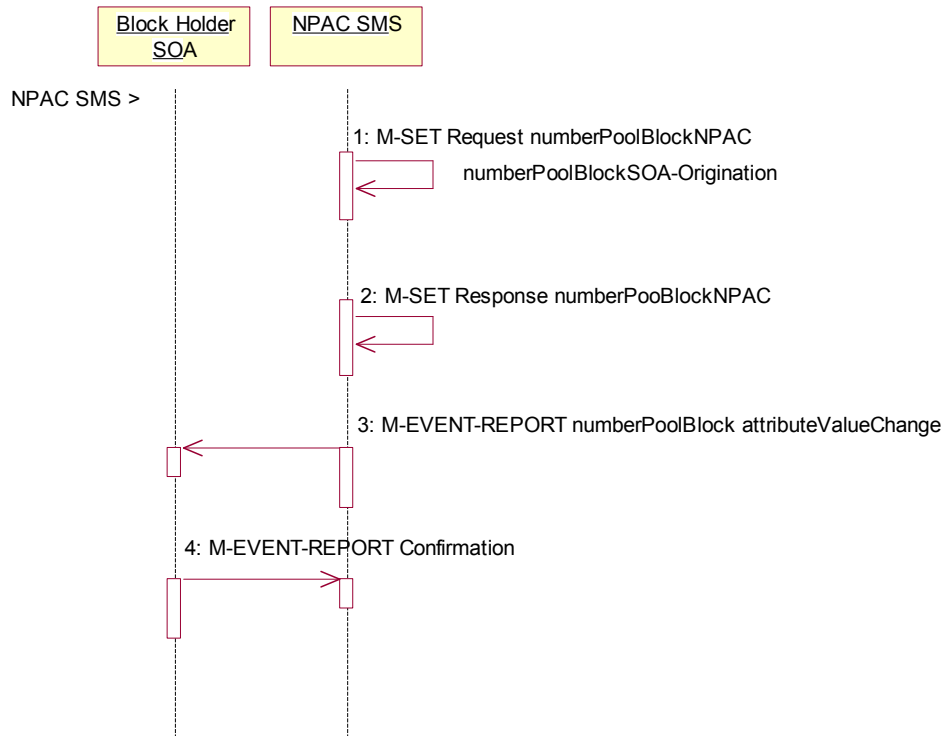 Block Holder
SOA
NPAC SMS
NPAC SMS >
1: M-SET Request numberPoolBlockNPAC
numberPoolBlockSOA-Origination
2: M-SET Response numberPooBlockNPAC
3: M-EVENT-REPORT numberPoolBlock attributeValueChange
4: M-EVENT-REPORT Confirmation